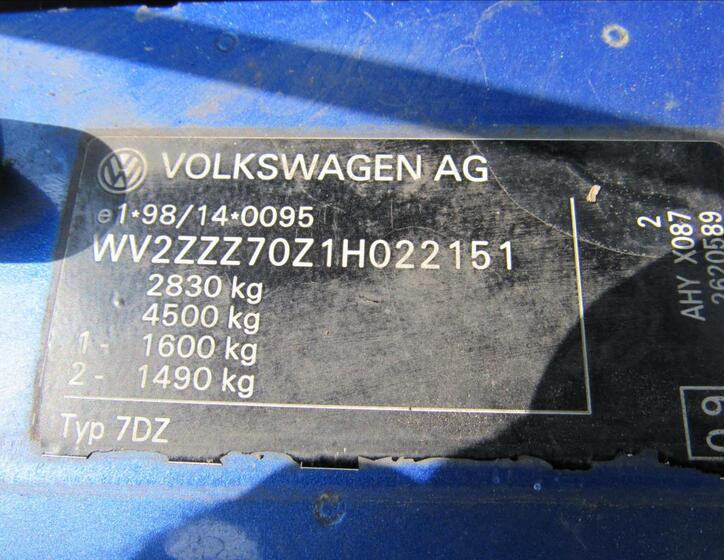 VOLKSWAGEN AG
e1*98/14*0095
WV2ZZZ70Z1H022151
2830 kg
4500 kg
1- 1600 kg
2- 1490 kg
Typ 7DZ
2
AHY X087